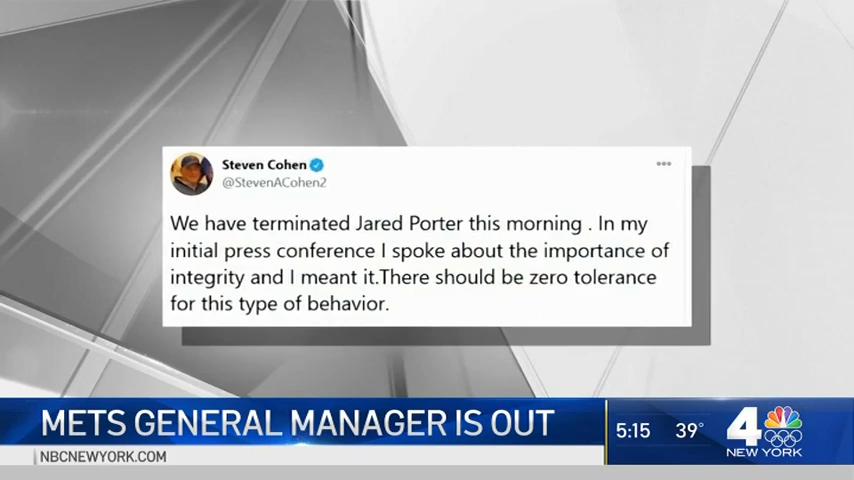 Steven Cohen
@StevenACohen2
We have terminated Jared Porter this morning . In my
initial press conference I spoke about the importance of
integrity and I meant it.There should be zero tolerance
for this type of behavior.
METS GENERAL MANAGER IS OUT
5:15 39°
4
NEW YORK
NBCNEWYORK.COM